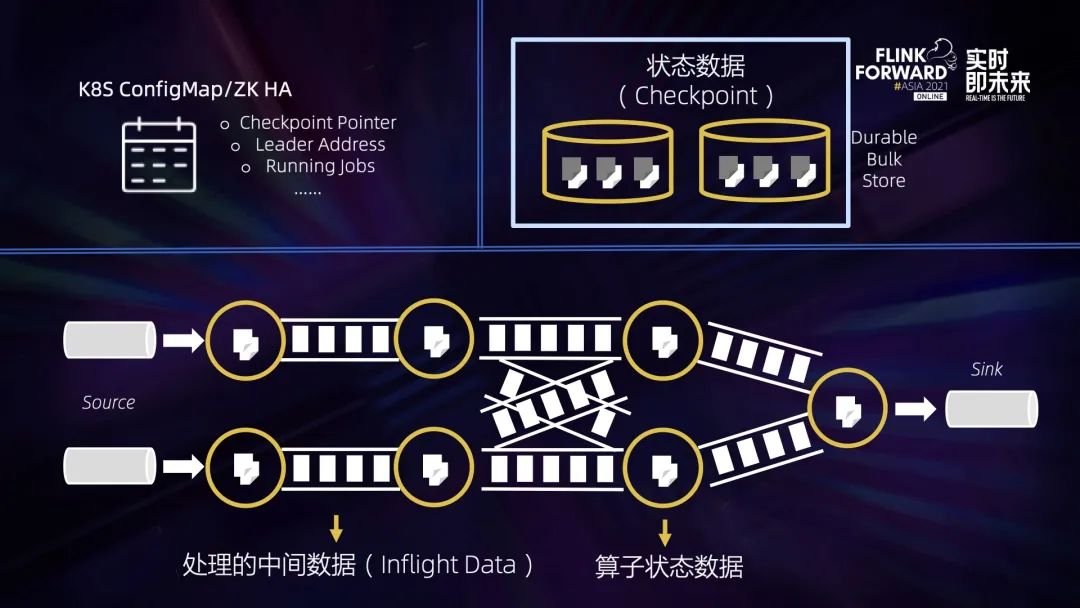 K8S ConfigMap/ZK HA
Checkpoint Pointer
Leader Address
Running Jobs
......
状态数据
( Checkpoint )
Durable
Bulk
Store
FLINK
FORWARD
#ASIA 2021
ONLINE
实时
即未来
REAL-TIME IS THE FUTURE
Source
Sink
处理的中间数据 ( Inflight Data )
算子状态数据